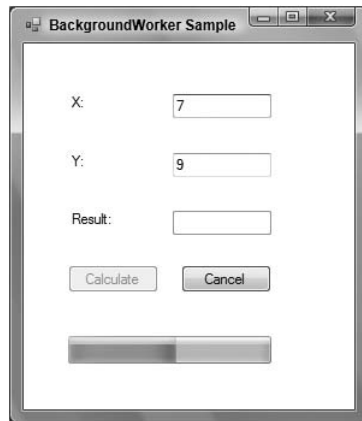 BackgroundWorker Sample
X:
7
Y:
9
Result:
Calculate
Cancel